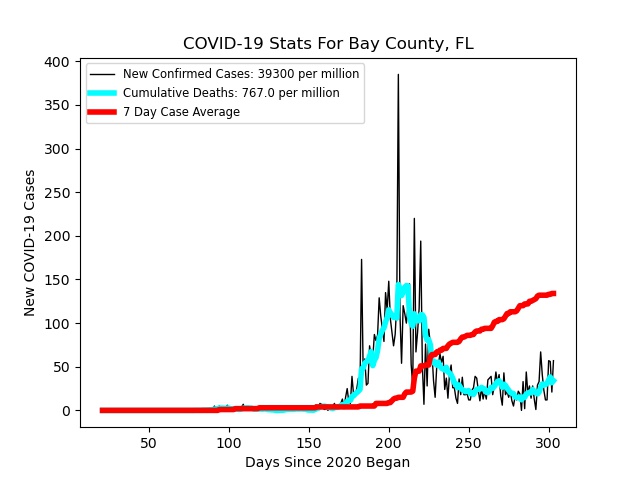 COVID-19 Stats For Bay County, FL
400
350
300
250
200
150
100
50
0
New COVID-19 Cases
New Confirmed Cases: 39300 per million
Cumulative Deaths: 767.0 per million
7 Day Case Average
50 100 150 200 250 300
Days Since 2020 Began